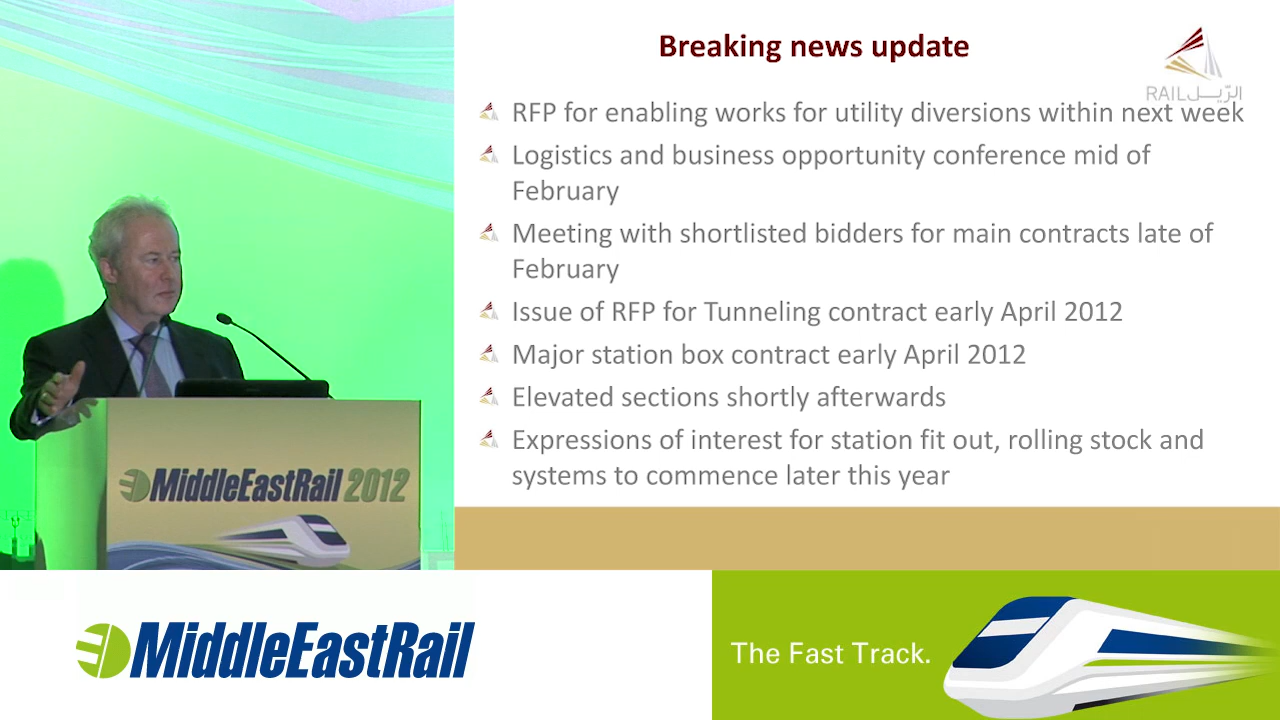 Breaking news update
RAIL الرّيل
RFP for enabling works for utility diversions within next week
Logistics and business opportunity conference mid of
February
Meeting with shortlisted bidders for main contracts late of
February
Issue of RFP for Tunneling contract early April 2012
Major station box contract early April 2012
Elevated sections shortly afterwards
Expressions of interest for station fit out, rolling stock and
systems to commence later this year
MiddleEastRail 2012
MiddleEastRail
The Fast Track.